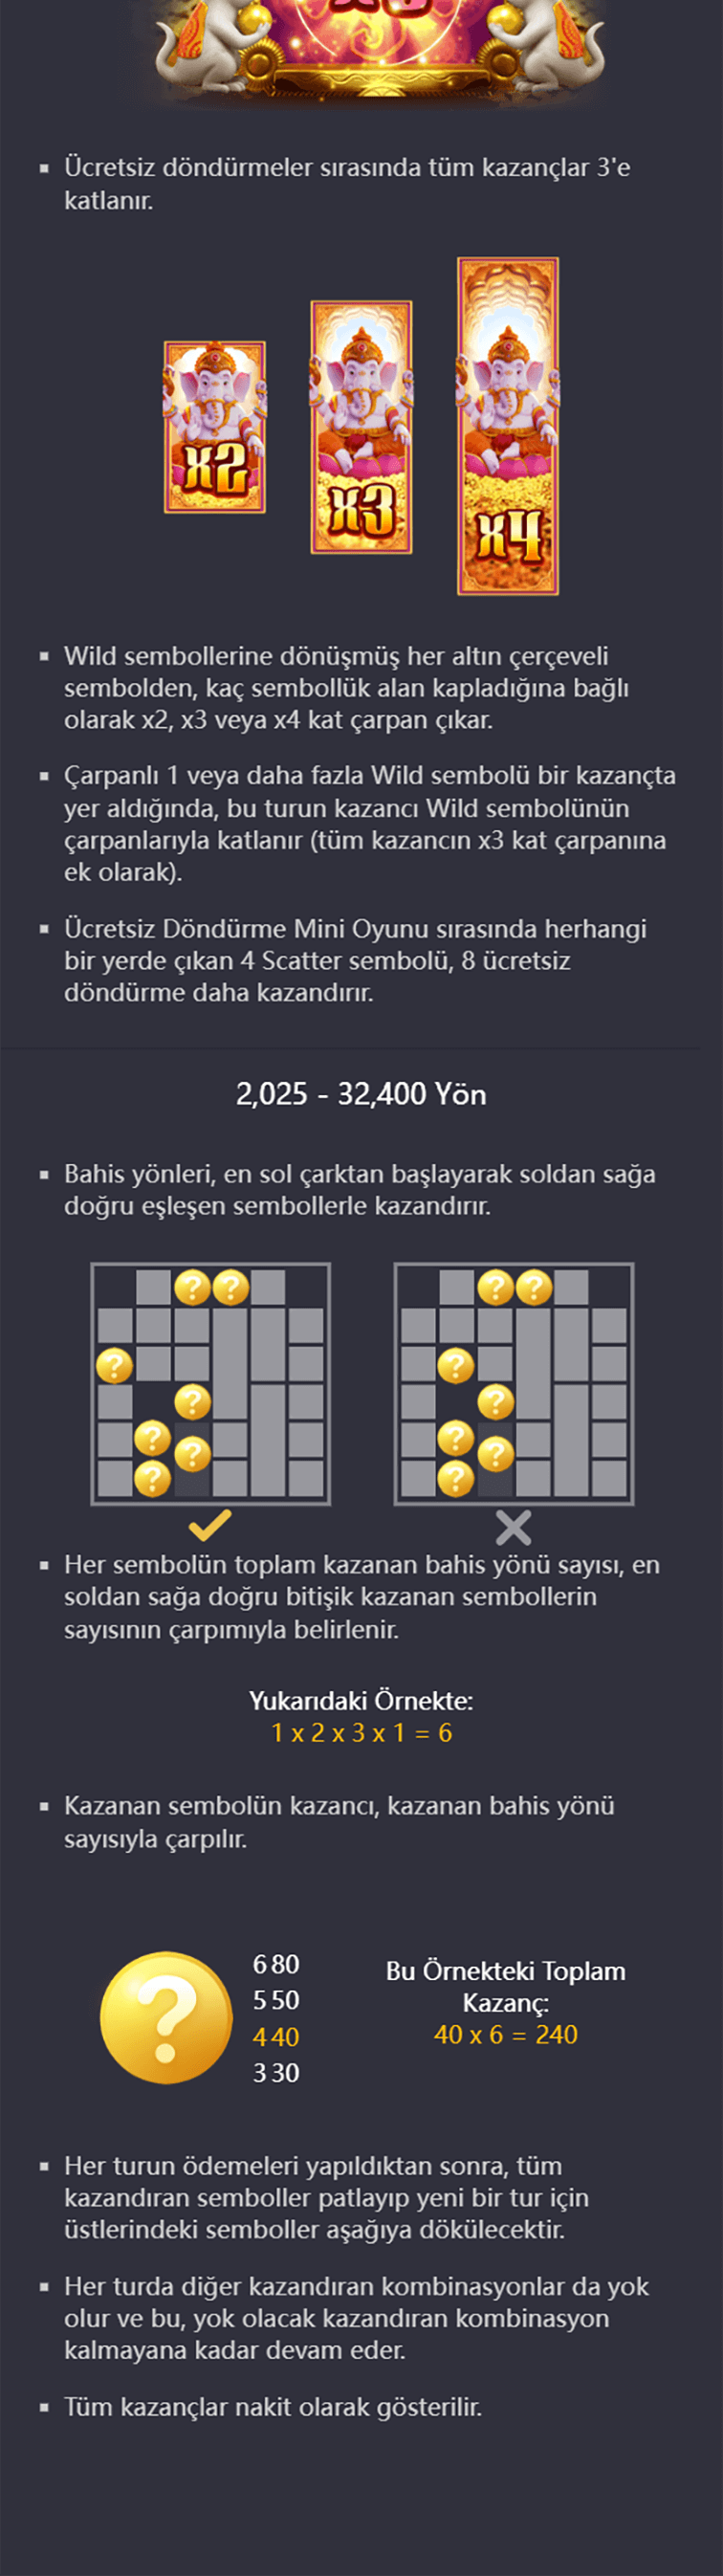 x3
Ücretsiz döndürmeler sırasında tüm kazançlar 3'e
katlanır.
x2
x3
x4
Wild sembollerine dönüşmüş her altın çerçeveli
sembolden, kaç sembollük alan kapladığına bağlı
olarak x2, x3 veya x4 kat çarpan çıkar.
Çarpanlı 1 veya daha fazla Wild sembolü bir kazançta
yer aldığında, bu turun kazancı Wild sembolünün
çarpanlarıyla katlanır (tüm kazancın x3 kat çarpanına
ek olarak).
Ücretsiz Döndürme Mini Oyunu sırasında herhangi
bir yerde çıkan 4 Scatter sembolü, 8 ücretsiz
döndürme daha kazandırır.
2,025 - 32,400 Yön
Bahis yönleri, en sol çarktan başlayarak soldan sağa
doğru eşleşen sembollerle kazandırır.
? ? ? ?
? ?
? ?
? ? ? ?
? ?
Her sembolün toplam kazanan bahis yönü sayısı, en
soldan sağa doğru bitişik kazanan sembollerin
sayısının çarpımıyla belirlenir.
Yukarıdaki Örnekte:
1 x 2 x 3 x 1 = 6
Kazanan sembolün kazancı, kazanan bahis yönü
sayısıyla çarpılır.
?
6 80
5 50
4 40
3 30
Bu Örnekteki Toplam
Kazanç:
40 x 6 = 240
Her turun ödemeleri yapıldıktan sonra, tüm
kazandıran semboller patlayıp yeni bir tur için
üstlerindeki semboller aşağıya dökülecektir.
Her turda diğer kazandıran kombinasyonlar da yok
olur ve bu, yok olacak kazandıran kombinasyon
kalmayana kadar devam eder.
Tüm kazançlar nakit olarak gösterilir.